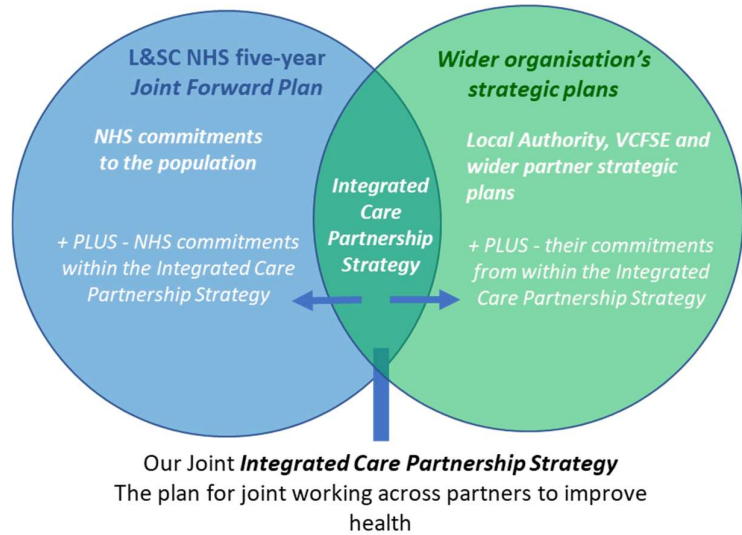 L&SC NHS five-year
Joint Forward Plan
NHS commitments
to the population
+ PLUS - NHS commitments
within the Integrated Care
Partnership Strategy
Integrated
Care
Partnership
Strategy
Wider organisation's
strategic plans
Local Authority, VCFSE and
wider partner strategic
plans
+ PLUS - their commitments
from within the Integrated
Care Partnership Strategy
Our Joint Integrated Care Partnership Strategy
The plan for joint working across partners to improve
health